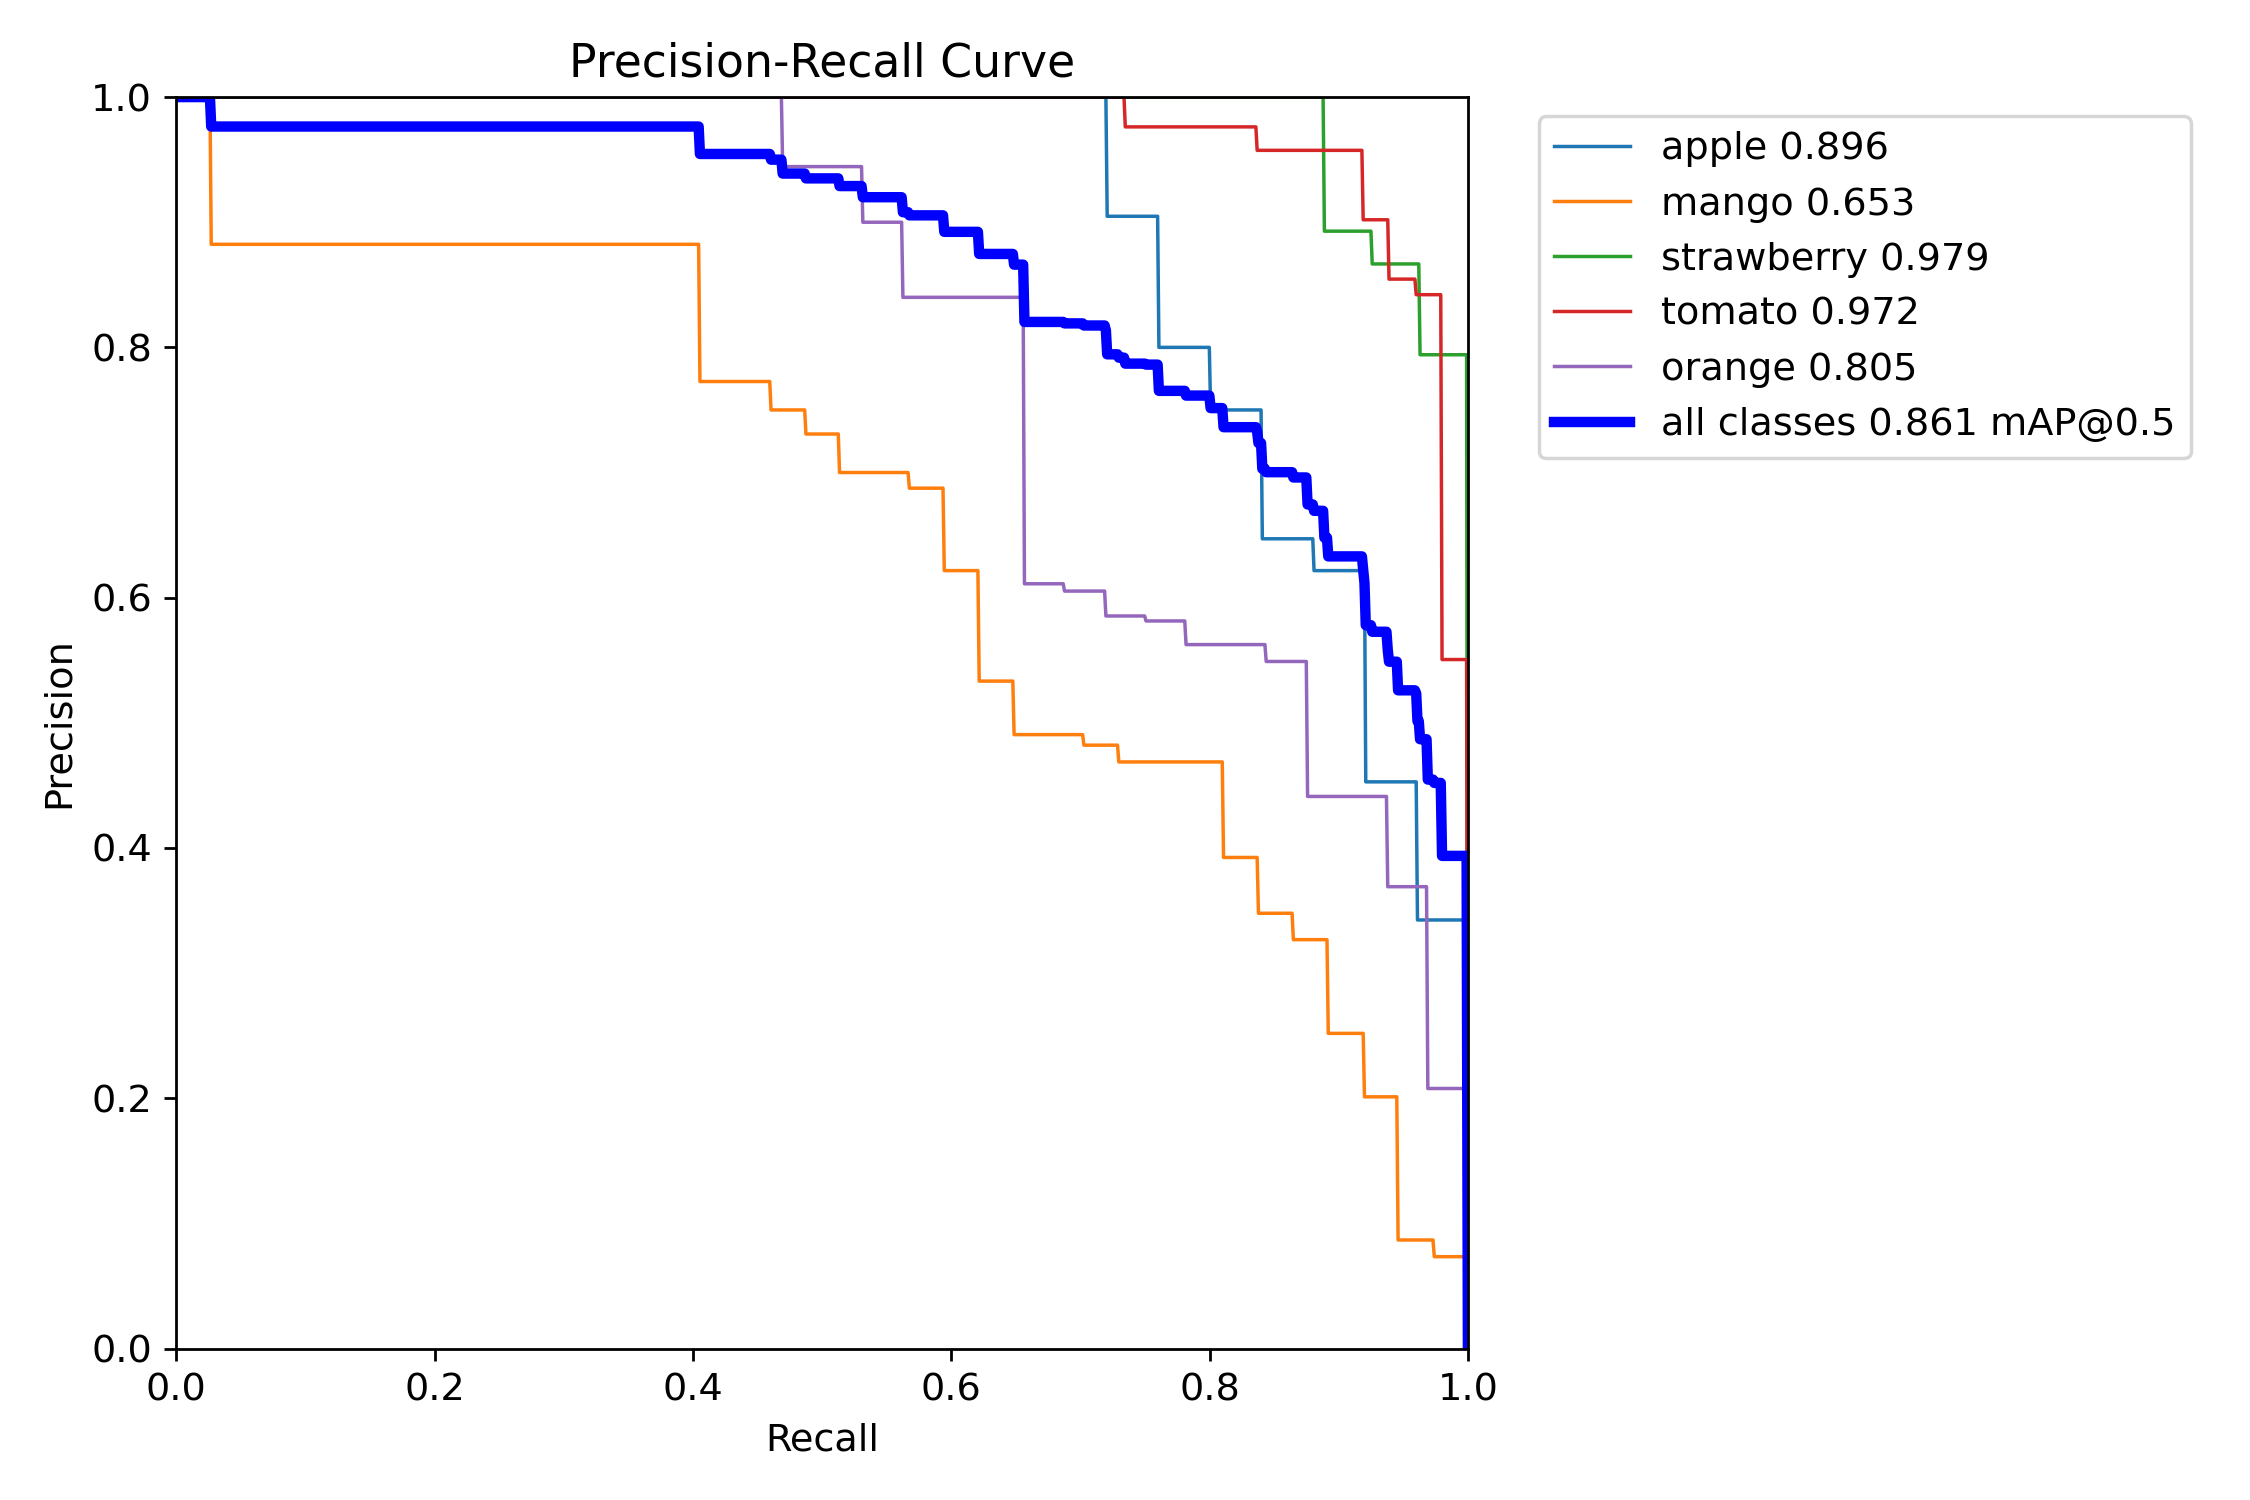 Precision-Recall Curve
1.0
0.8
0.6
0.4
0.2
0.0
Precision
0.0 0.2 0.4 0.6 0.8 1.0
Recall
apple 0.896
mango 0.653
strawberry 0.979
tomato 0.972
orange 0.805
all classes 0.861 mAP@0.5